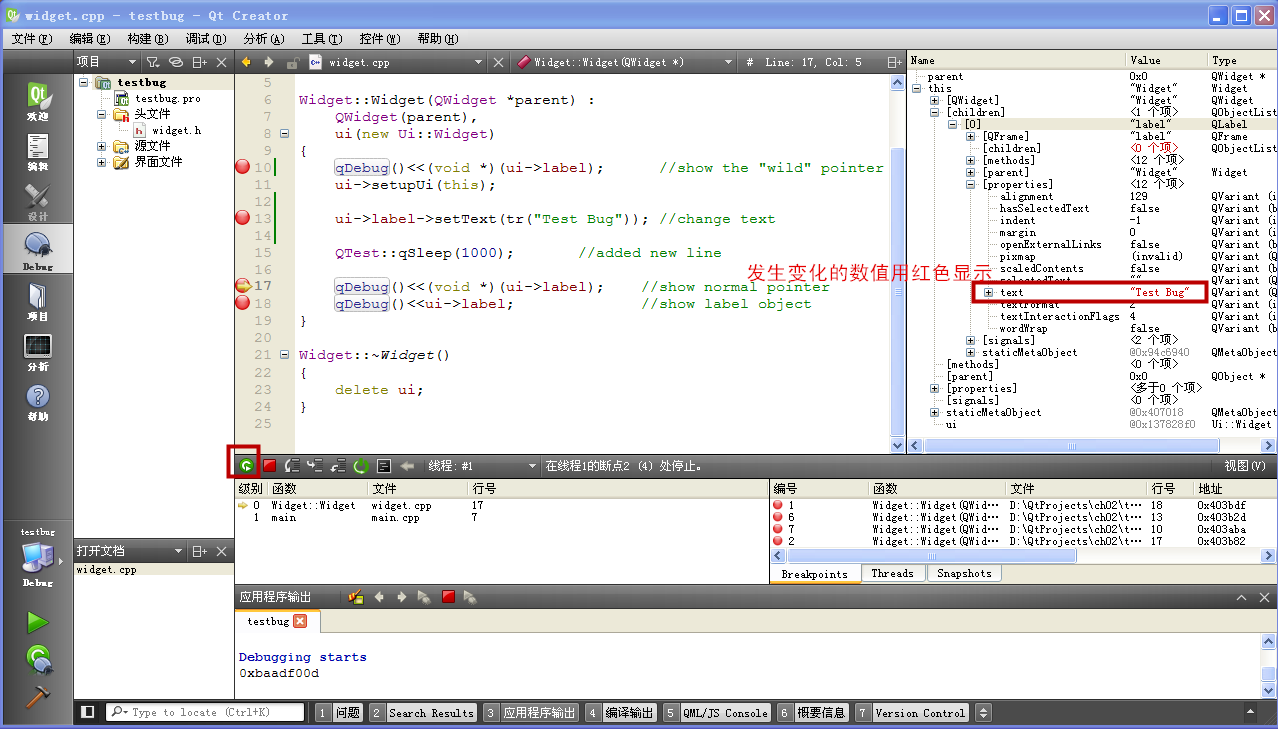 widget.cpp - testbug - Qt Creator
文件(F) 编辑(E) 构建(B) 调试(D) 分析(A) 工具(T) 控件(W) 帮助(H)
项目
widget.cpp
Widget::Widget(QWidget *)
# Line: 17, Col: 5
欢迎
编辑
设计
Debug
项目
分析
帮助
testbug
Debug
testbug
testbug.pro
头文件
widget.h
源文件
界面文件
打开文档
widget.cpp
5
6 Widget::Widget(QWidget *parent) :
7 QWidget(parent),
8 ui(new Ui::Widget)
9 {
10 qDebug()<<(void *)(ui->label); //show the "wild" pointer
11 ui->setupUi(this);
12
13 ui->label->setText(tr("Test Bug")); //change text
14
15 QTest::qSleep(1000); //added new line
16
17 qDebug()<<(void *)(ui->label); //show normal pointer
18 qDebug()<<ui->label; //show label object
19 }
20
21 Widget::~Widget()
22 {
23 delete ui;
24 }
25
发生变化的数值用红色显示
Name Value Type
parent 0x0 QWidget *
this "Widget" Widget
[QWidget] "Widget" QWidget
[children] <1 个项> QObjectList
[0] "label" QLabel
[QFrame] "label" QFrame
[children] <0 个项> QObjectList
[methods] <12 个项>
[parent] "Widget" Widget
[properties] <12 个项>
alignment 129 QVariant (i
hasSelectedText false QVariant (b
indent -1 QVariant (i
margin 0 QVariant (i
openExternalLinks false QVariant (b
pixmap (invalid) QVariant (i
scaledContents false QVariant (b
selectedText "" QVariant (Q
text "Test Bug" QVariant (Q
textFormat 2 QVariant (i
textInteractionFlags 4 QVariant (i
wordWrap false QVariant (b
[signals] <2 个项>
staticMetaObject @0x94c6940 QMetaObject
[methods] <0 个项>
[parent] 0x0 QObject *
[properties] <多于0 个项>
[signals] <0 个项>
staticMetaObject @0x407018 QMetaObject
ui @0x137828f0 Ui::Widget
线程: #1
在线程1的断点2 (4) 处停止。
视图(V)
级别 函数 文件 行号
0 Widget::Widget widget.cpp 17
1 main main.cpp 7
编号 函数 文件 行号 地址
1 Widget::Widget(QWid… D:\QtProjects\ch02\t… 18 0x403bdf
6 Widget::Widget(QWid… D:\QtProjects\ch02\t… 13 0x403b2d
7 Widget::Widget(QWid… D:\QtProjects\ch02\t… 10 0x403aba
2 Widget::Widget(QWid… D:\QtProjects\ch02\t… 17 0x403b82
Breakpoints Threads Snapshots
应用程序输出
testbug
Debugging starts
0xbaadf00d
Type to locate (Ctrl+K)
1 问题 2 Search Results 3 应用程序输出 4 编译输出 5 QML/JS Console 6 概要信息 7 Version Control